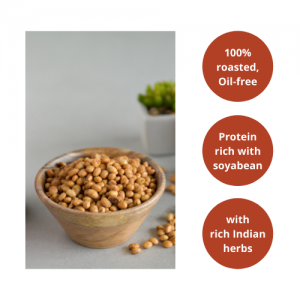 100%
roasted,
Oil-free
Protein
rich with
soyabean
with
rich Indian
herbs